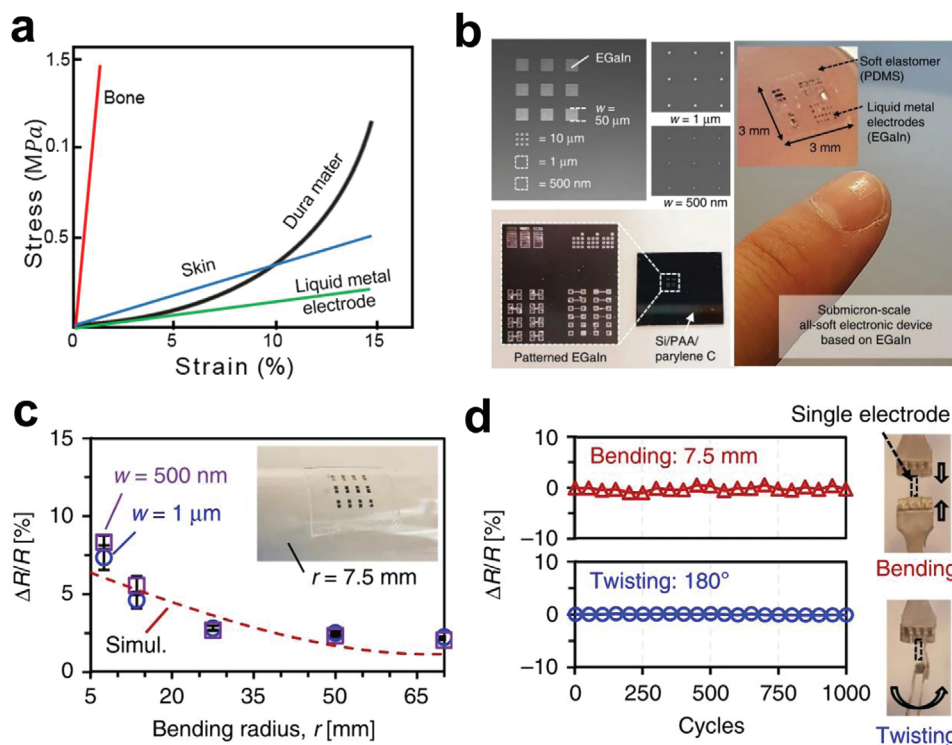 a
1.5
0.1
0.5
0
5
10
15
Stress (MPa)
Strain (%)
Bone
Dura mater
Skin
Liquid metal
electrode
b
EGaIn
w =
50 μm
= 10 μm
= 1 μm
= 500 nm
w = 1 μm
w = 500 nm
Soft elastomer
(PDMS)
Liquid metal
electrodes
(EGaIn)
3 mm
3 mm
Patterned EGaIn
Si/PAA/
parylene C
Submicron-scale
all-soft electronic device
based on EGaIn
c
15
10
5
0
ΔR/R [%]
w = 500 nm
w = 1 μm
r = 7.5 mm
Simul.
5
20
35
50
65
Bending radius, r [mm]
d
Single electrode
10
0
−10
Bending: 7.5 mm
10
0
−10
Twisting: 180°
ΔR/R [%]
0
250
500
750
1000
Cycles
Bending
Twisting